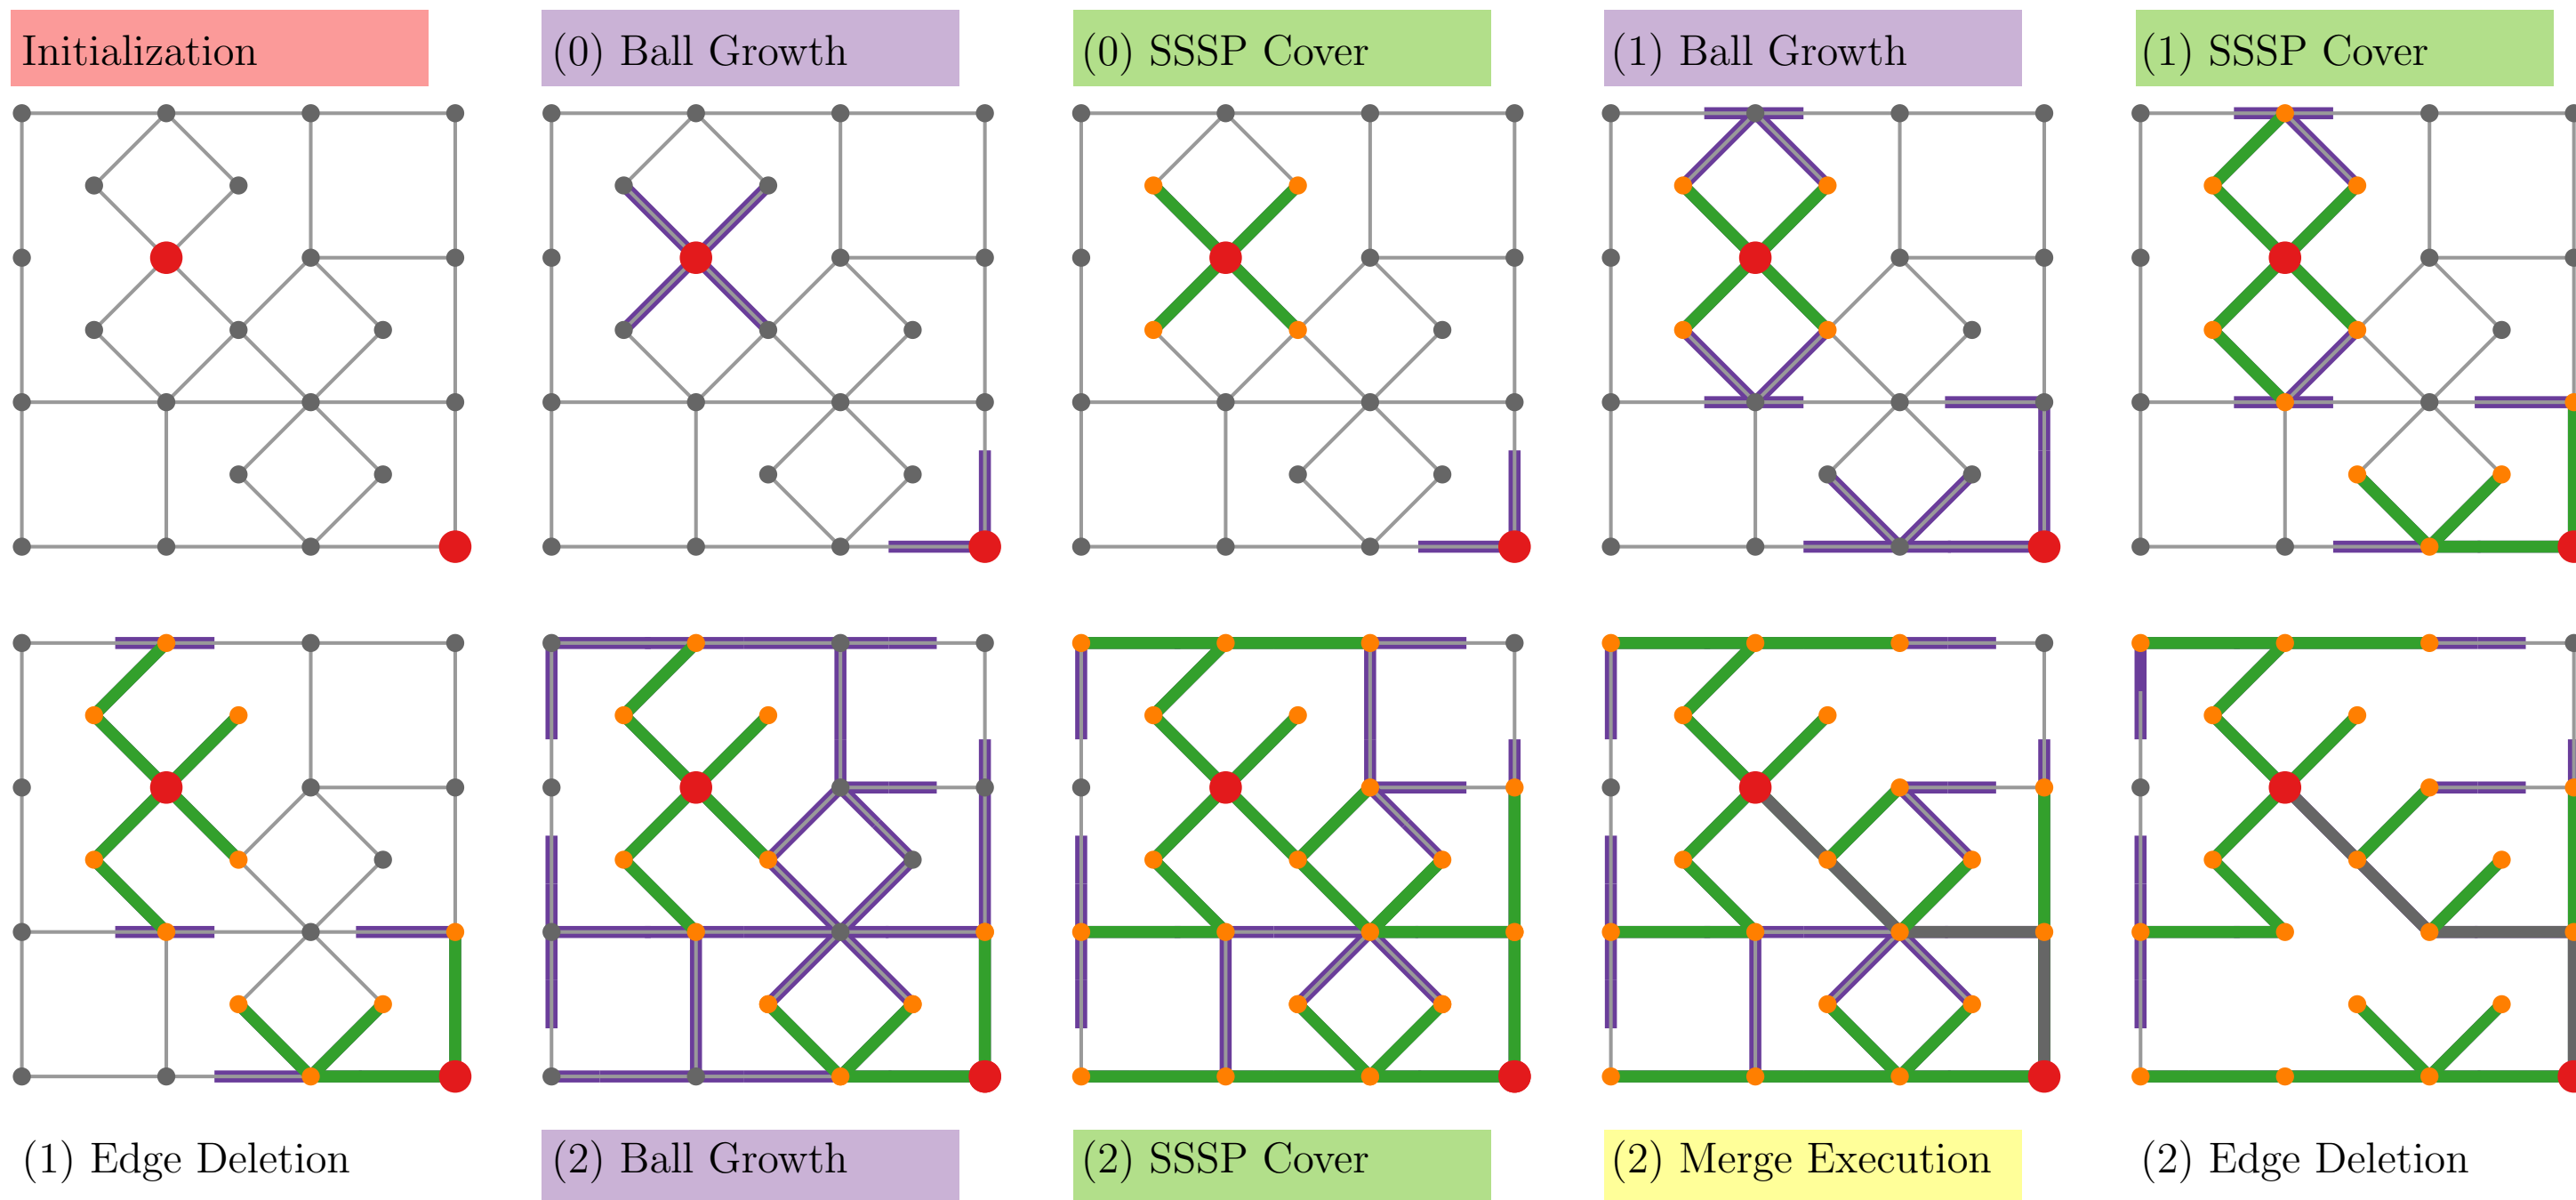 Initialization
(0) Ball Growth
(0) SSSP Cover
(1) Ball Growth
(1) SSSP Cover
(1) Edge Deletion
(2) Ball Growth
(2) SSSP Cover
(2) Merge Execution
(2) Edge Deletion